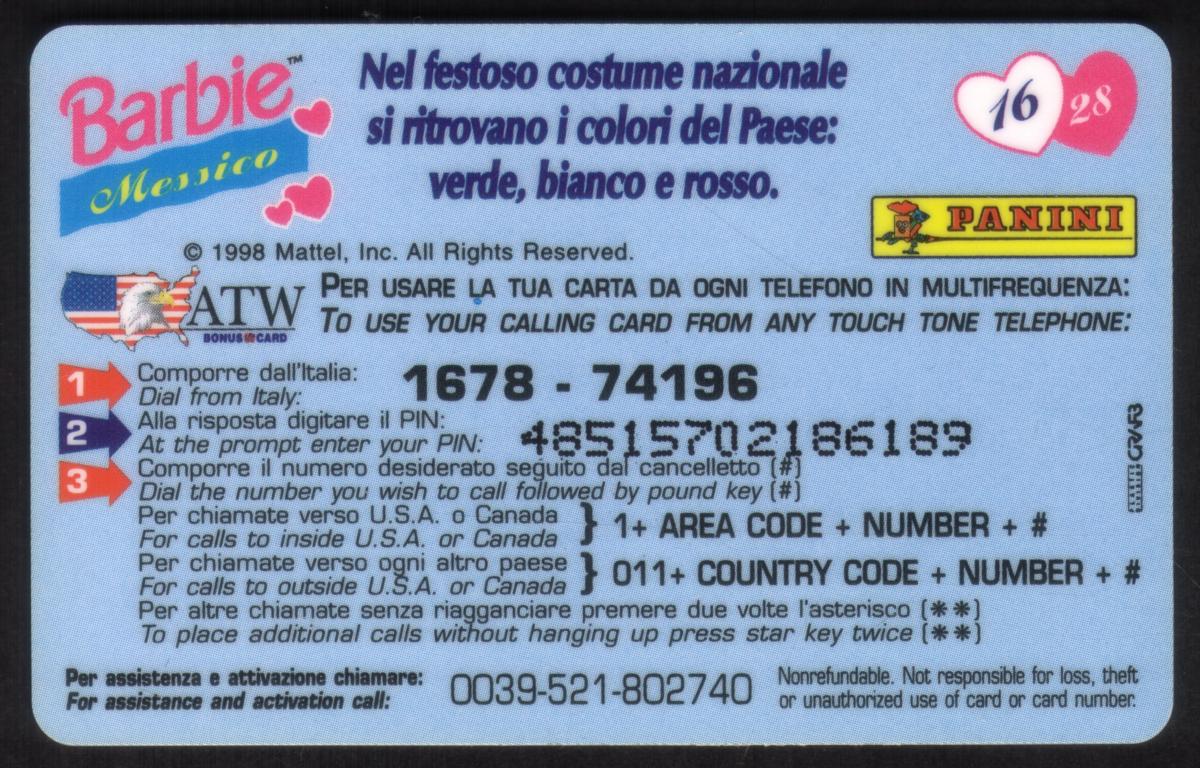 Barbie™
Messico
Nel festoso costume nazionale
si ritrovano i colori del Paese:
verde, bianco e rosso.
16 28
PANINI
© 1998 Mattel, Inc. All Rights Reserved.
ATW
BONUS CARD
PER USARE LA TUA CARTA DA OGNI TELEFONO IN MULTIFREQUENZA:
TO USE YOUR CALLING CARD FROM ANY TOUCH TONE TELEPHONE:
1 Comporre dall'Italia:
Dial from Italy:
1678 - 74196
2 Alla risposta digitare il PIN:
At the prompt enter your PIN:
48515702186189
3 Comporre il numero desiderato seguito dal cancelletto (#)
Dial the number you wish to call followed by pound key (#)
Per chiamate verso U.S.A. o Canada
For calls to inside U.S.A. or Canada
} 1+ AREA CODE + NUMBER + #
Per chiamate verso ogni altro paese
For calls to outside U.S.A. or Canada
} 011+ COUNTRY CODE + NUMBER + #
Per altre chiamate senza riagganciare premere due volte l'asterisco (**)
To place additional calls without hanging up press star key twice (**)
Per assistenza e attivazione chiamare:
For assistance and activation call:
0039-521-802740
Nonrefundable. Not responsible for loss, theft
or unauthorized use of card or card number.